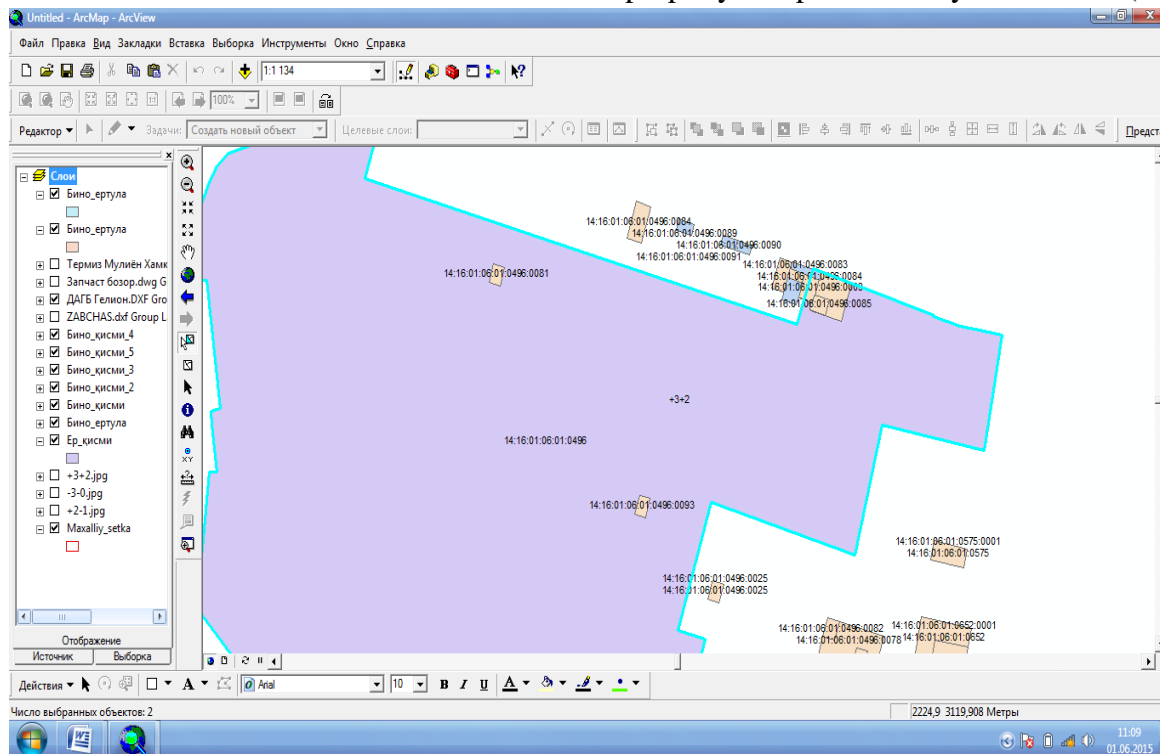 Untitled - ArcMap - ArcView
Файл Правка Вид Закладки Вставка Выборка Инструменты Окно Справка
1:1 134
100%
Редактор Задачи: Создать новый объект Целевые слои: Предст
Слои
Бино_ертула
Бино_ертула
Термиз Мулиён Хамк
Запчаст бозор.dwg G
ДАГБ Гелион.DXF Gro
ZABCHAS.dxf Group L
Бино_қисми_4
Бино_қисми_5
Бино_қисми_3
Бино_қисми_2
Бино_қисми
Бино_ертула
Ер_қисми
+3+2.jpg
-3-0.jpg
+2-1.jpg
Maxalliy_setka
Отображение
Источник Выборка
14:16:01:06:01:0496:0084
14:16:01:06:01:0496:0089
14:16:01:06:01:0496:0090
14:16:01:06:01:0496:0091
14:16:01:06:01:0496:0083
14:16:01:06:01:0496:0081
14:16:01:06:01:0496:0084
14:16:01:06:01:0496:0085
+3+2
14:16:01:06:01:0496
14:16:01:06:01:0496:0093
14:16:01:06:01:0575:0001
14:16:01:06:01:0575
14:16:01:06:01:0496:0025
14:16:01:06:01:0496:0025
14:16:01:06:01:0496:0082 14:16:01:06:01:0652:0001
14:16:01:06:01:0496:0078 14:16:01:06:01:0652
Действия A Arial 10 B I U A
Число выбранных объектов: 2 2224,9 3119,908 Метры
11:09
01.06.2015